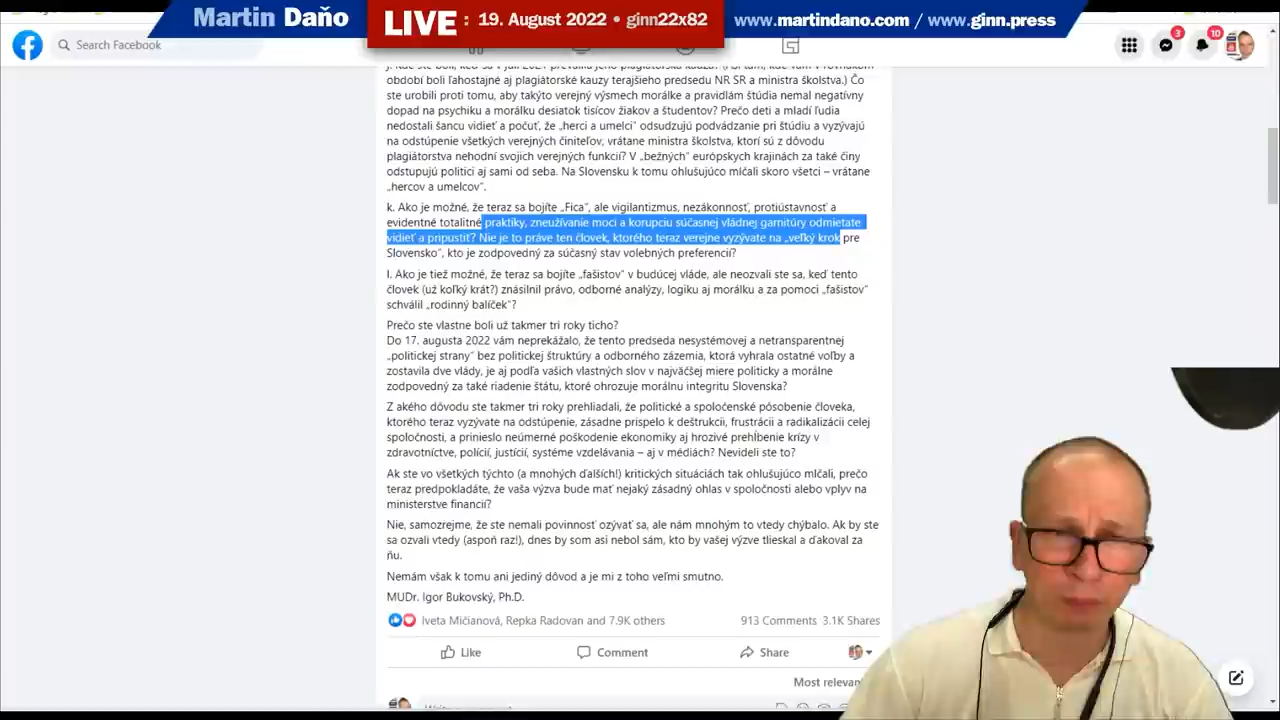 Martin Daňo
LIVE: 19. August 2022 • ginn22x82
www.martindano.com / www.ginn.press
Search Facebook
3
10
období boli ľahostajné aj plagiátorské kauzy terajšieho predsedu NR SR a ministra školstva.) Čo
ste urobili proti tomu, aby takýto verejný výsmech morálke a pravidlám štúdia nemal negatívny
dopad na psychiku a morálku desiatok tisícov žiakov a študentov? Prečo deti a mladí ľudia
nedostali šancu vidieť a počuť, že „herci a umelci“ odsudzujú podvádzanie pri štúdiu a vyzývajú
na odstúpenie všetkých verejných činiteľov, vrátane ministra školstva, ktorí sú z dôvodu
plagiátorstva nehodní svojich verejných funkcií? V „bežných“ európskych krajinách za také činy
odstupujú politici aj sami od seba. Na Slovensku k tomu ohlušujúco mlčali skoro všetci – vrátane
„hercov a umelcov“.
k. Ako je možné, že teraz sa bojíte „Fica“, ale vigilantizmus, nezákonnosť, protiústavnosť a
evidentné totalitné praktiky, zneužívanie moci a korupciu súčasnej vládnej garnitúry odmietate
vidieť a pripustiť? Nie je to práve ten človek, ktorého teraz verejne vyzývate na „veľký krok pre
Slovensko“, kto je zodpovedný za súčasný stav volebných preferencií?
l. Ako je tiež možné, že teraz sa bojíte „fašistov“ v budúcej vláde, ale neozvali ste sa, keď tento
človek (už koľký krát?) znásilnil právo, odborné analýzy, logiku aj morálku a za pomoci „fašistov“
schválil „rodinný balíček“?
Prečo ste vlastne boli už takmer tri roky ticho?
Do 17. augusta 2022 vám neprekážalo, že tento predseda nesystémovej a netransparentnej
„politickej strany“ bez politickej štruktúry a odborného zázemia, ktorá vyhrala ostatné voľby a
zostavila dve vlády, je aj podľa vašich vlastných slov v najväčšej miere politicky a morálne
zodpovedný za také riadenie štátu, ktoré ohrozuje morálnu integritu Slovenska?
Z akého dôvodu ste takmer tri roky prehliadali, že politické a spoločenské pôsobenie človeka,
ktorého teraz vyzývate na odstúpenie, zásadne prispelo k deštrukcii, frustrácii a radikalizácii celej
spoločnosti, a prinieslo neúmerné poškodenie ekonomiky aj hrozivé prehĺbenie krízy v
zdravotníctve, polícii, justícii, systéme vzdelávania – aj v médiách? Nevideli ste to?
Ak ste vo všetkých týchto (a mnohých ďalších!) kritických situáciách tak ohlušujúco mlčali, prečo
teraz predpokladáte, že vaša výzva bude mať nejaký zásadný ohlas v spoločnosti alebo vplyv na
ministerstve financií?
Nie, samozrejme, že ste nemali povinnosť ozývať sa, ale nám mnohým to vtedy chýbalo. Ak by ste
sa ozvali vtedy (aspoň raz!), dnes by som asi nebol sám, kto by vašej výzve tlieskal a ďakoval za
ňu.
Nemám však k tomu ani jediný dôvod a je mi z toho veľmi smutno.
MUDr. Igor Bukovský, Ph.D.
Iveta Mičianová, Repka Radovan and 7.9K others
913 Comments 3.1K Shares
Like
Comment
Share
Most relevan